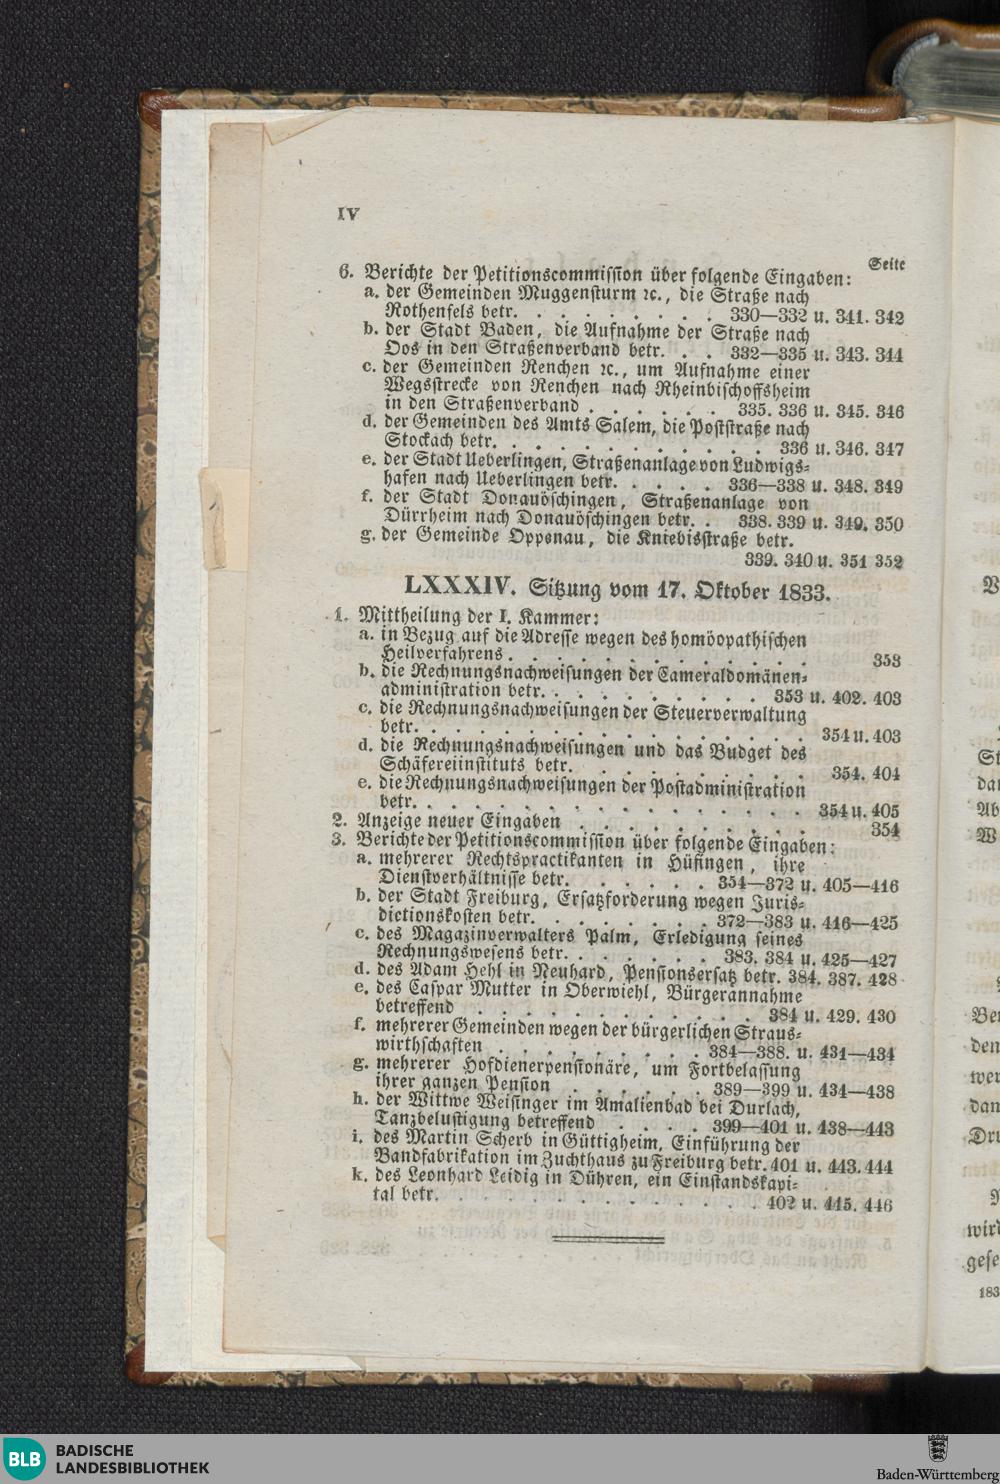 IV
Seite
6. Berichte der Petitionscommission über folgende Eingaben:
a. der Gemeinden Muggensturm ꝛc., die Straße nach
Rothenfels betr. . . . . . . . . 330—332 u. 341. 342
b. der Stadt Baden, die Aufnahme der Straße nach
Oos in den Straßenverband betr. . . 332—335 u. 343. 344
c. der Gemeinden Renchen ꝛc., um Aufnahme einer
Wegsstrecke von Renchen nach Rheinbischoffsheim
in den Straßenverband . . . . . . 335. 336 u. 345. 346
d. der Gemeinden des Amts Salem, die Poststraße nach
Stockach betr. . . . . . . . . . . 336 u. 346. 347
e. der Stadt Ueberlingen, Straßenanlage von Ludwigs-
hafen nach Ueberlingen betr. . . . . 336—338 u. 348. 349
f. der Stadt Donauöschingen, Straßenanlage von
Dürrheim nach Donauöschingen betr. . 338. 339 u. 349. 350
g. der Gemeinde Oppenau, die Kniebisstraße betr.
339. 340 u. 351 352
LXXXIV. Sitzung vom 17. Oktober 1833.
1. Mittheilung der I. Kammer:
a. in Bezug auf die Adresse wegen des homöopathischen
Heilverfahrens . . . . . . . . . . . . 353
b. die Rechnungsnachweisungen der Cameraldomänen-
administration betr. . . . . . . . . . 353 u. 402. 403
c. die Rechnungsnachweisungen der Steuerverwaltung
betr. . . . . . . . . . . . . . . 354 u. 403
d. die Rechnungsnachweisungen und das Budget des
Schäfereiinstituts betr. . . . . . . . . 354. 404
e. die Rechnungsnachweisungen der Postadministration
betr. . . . . . . . . . . . . . . 354 u. 405
2. Anzeige neuer Eingaben . . . . . . . . . . 354
3. Berichte der Petitionscommission über folgende Eingaben:
a. mehrerer Rechtspractikanten in Hüfingen, ihre
Dienstverhältnisse betr. . . . . . . 354—372 u. 405—416
b. der Stadt Freiburg, Ersatzforderung wegen Juris-
dictionskosten betr. . . . . . . . 372—383 u. 416—425
c. des Magazinverwalters Palm, Erledigung seines
Rechnungswesens betr. . . . . . . 383. 384 u. 425—427
d. des Adam Hehl in Neuhard, Pensionsersatz betr. 384. 387. 428
e. des Caspar Mutter in Oberwiehl, Bürgerannahme
betreffend . . . . . . . . . . . 384 u. 429. 430
f. mehrerer Gemeinden wegen der bürgerlichen Straus-
wirthschaften . . . . . . . . . 384—388. u. 431—434
g. mehrerer Hofdienerpensionäre, um Fortbelassung
ihrer ganzen Pension . . . . . . 389—399 u. 434—438
h. der Wittwe Weisinger im Amalienbad bei Durlach,
Tanzbelustigung betreffend . . . . 399—401 u. 438—443
i. des Martin Scherb in Güttigheim, Einführung der
Bandfabrikation im Zuchthaus zu Freiburg betr. 401 u. 443. 444
k. des Leonhard Leidig in Dühren, ein Einstandskapi-
tal betr. . . . . . . . . . . . . . 402 u. 445. 446
BLB BADISCHE
LANDESBIBLIOTHEK
Baden-Württemberg